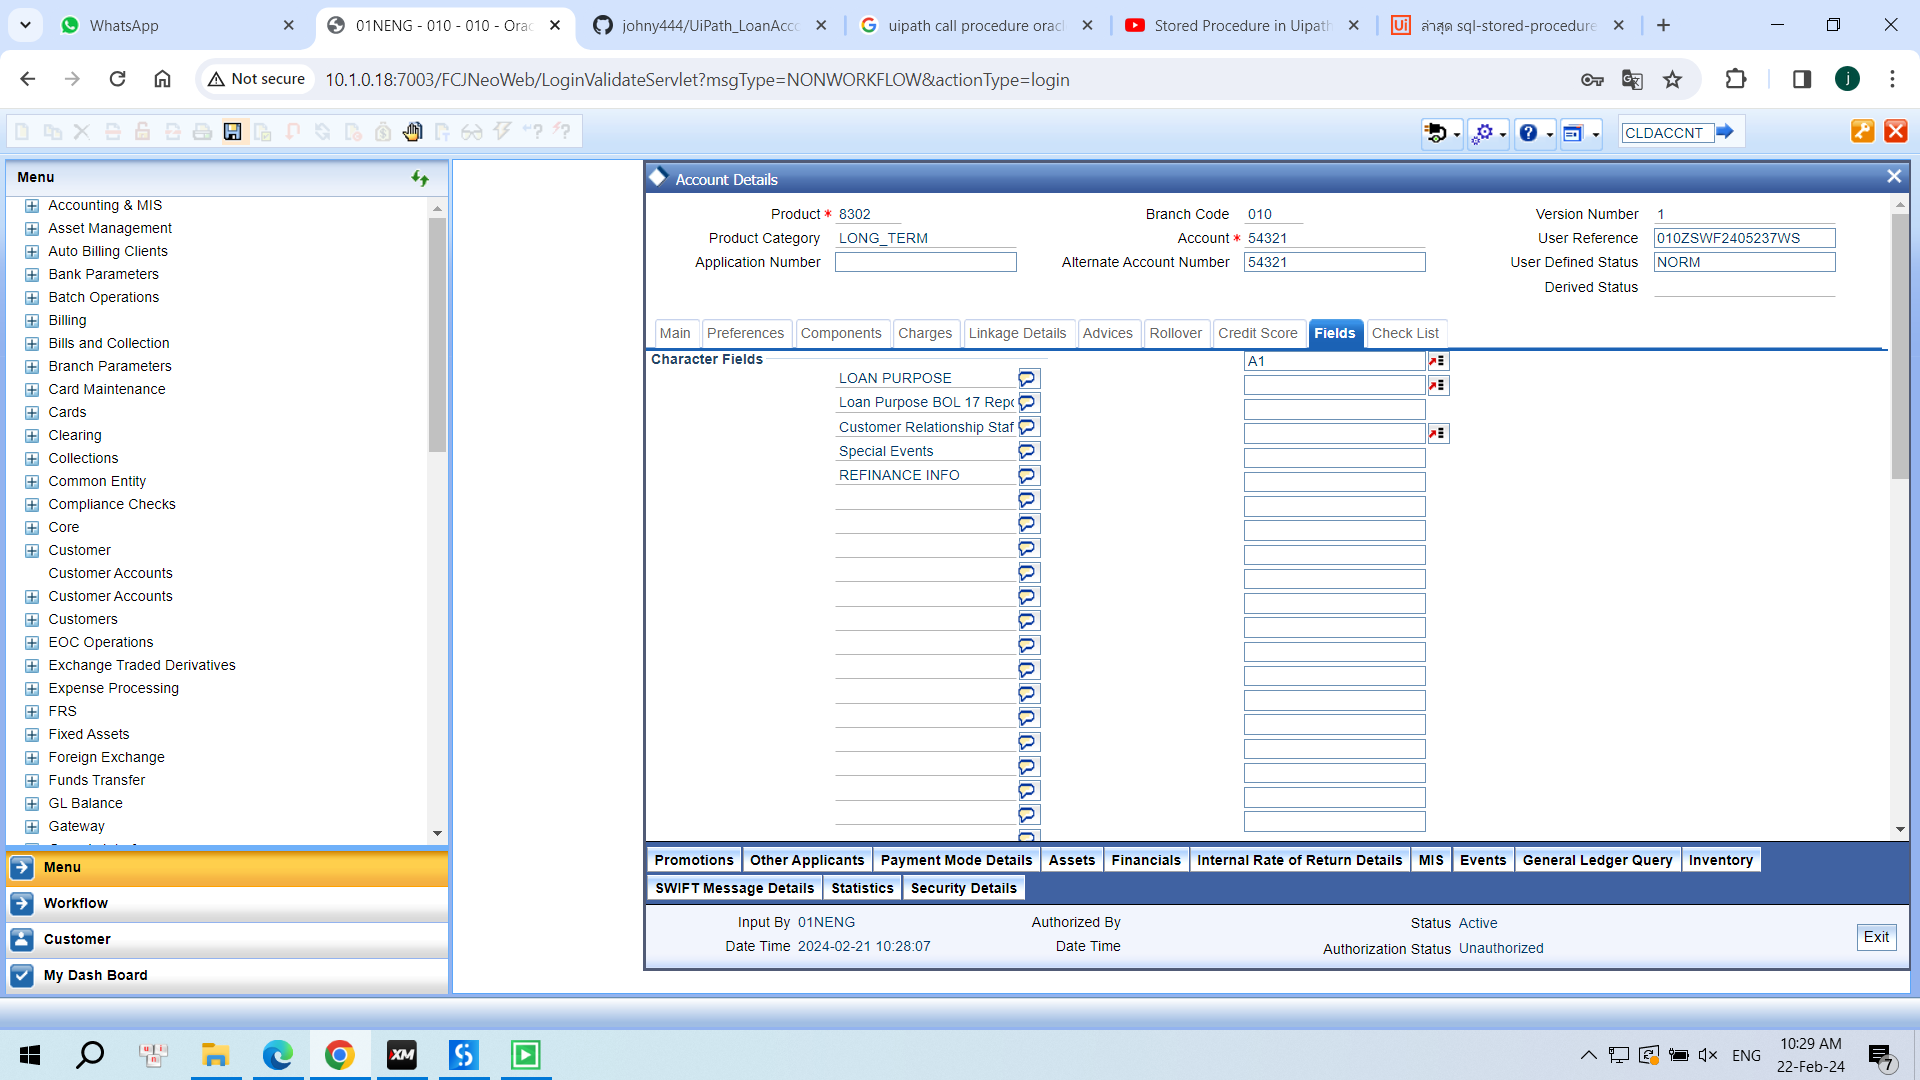 WhatsApp
01NENG - 010 - 010 - Orac
johny444/UiPath_LoanAcco
uipath call procedure oracl
Stored Procedure in Uipath
ล่าสุด sql-stored-procedure
Not secure
10.1.0.18:7003/FCJNeoWeb/LoginValidateServlet?msgType=NONWORKFLOW&actionType=login
j
CLDACCNT
Menu
Accounting & MIS
Asset Management
Auto Billing Clients
Bank Parameters
Batch Operations
Billing
Bills and Collection
Branch Parameters
Card Maintenance
Cards
Clearing
Collections
Common Entity
Compliance Checks
Core
Customer
Customer Accounts
Customer Accounts
Customers
EOC Operations
Exchange Traded Derivatives
Expense Processing
FRS
Fixed Assets
Foreign Exchange
Funds Transfer
GL Balance
Gateway
Menu
Workflow
Customer
My Dash Board
Account Details
Product * 8302
Branch Code 010
Version Number 1
Product Category LONG_TERM
Account * 54321
User Reference 010ZSWF2405237WS
Application Number
Alternate Account Number 54321
User Defined Status NORM
Derived Status
Main Preferences Components Charges Linkage Details Advices Rollover Credit Score Fields Check List
Character Fields
A1
LOAN PURPOSE
Loan Purpose BOL 17 Repo
Customer Relationship Staf
Special Events
REFINANCE INFO
Promotions Other Applicants Payment Mode Details Assets Financials Internal Rate of Return Details MIS Events General Ledger Query Inventory
SWIFT Message Details Statistics Security Details
Input By 01NENG
Authorized By
Status Active
Date Time 2024-02-21 10:28:07
Date Time
Authorization Status Unauthorized
Exit
XM
ENG
10:29 AM
22-Feb-24
7